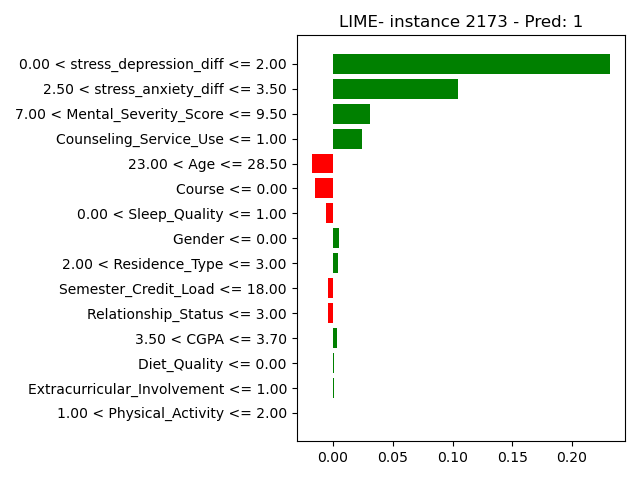 LIME- instance 2173 - Pred: 1
0.00 < stress_depression_diff <= 2.00
2.50 < stress_anxiety_diff <= 3.50
7.00 < Mental_Severity_Score <= 9.50
Counseling_Service_Use <= 1.00
23.00 < Age <= 28.50
Course <= 0.00
0.00 < Sleep_Quality <= 1.00
Gender <= 0.00
2.00 < Residence_Type <= 3.00
Semester_Credit_Load <= 18.00
Relationship_Status <= 3.00
3.50 < CGPA <= 3.70
Diet_Quality <= 0.00
Extracurricular_Involvement <= 1.00
1.00 < Physical_Activity <= 2.00
0.00 0.05 0.10 0.15 0.20